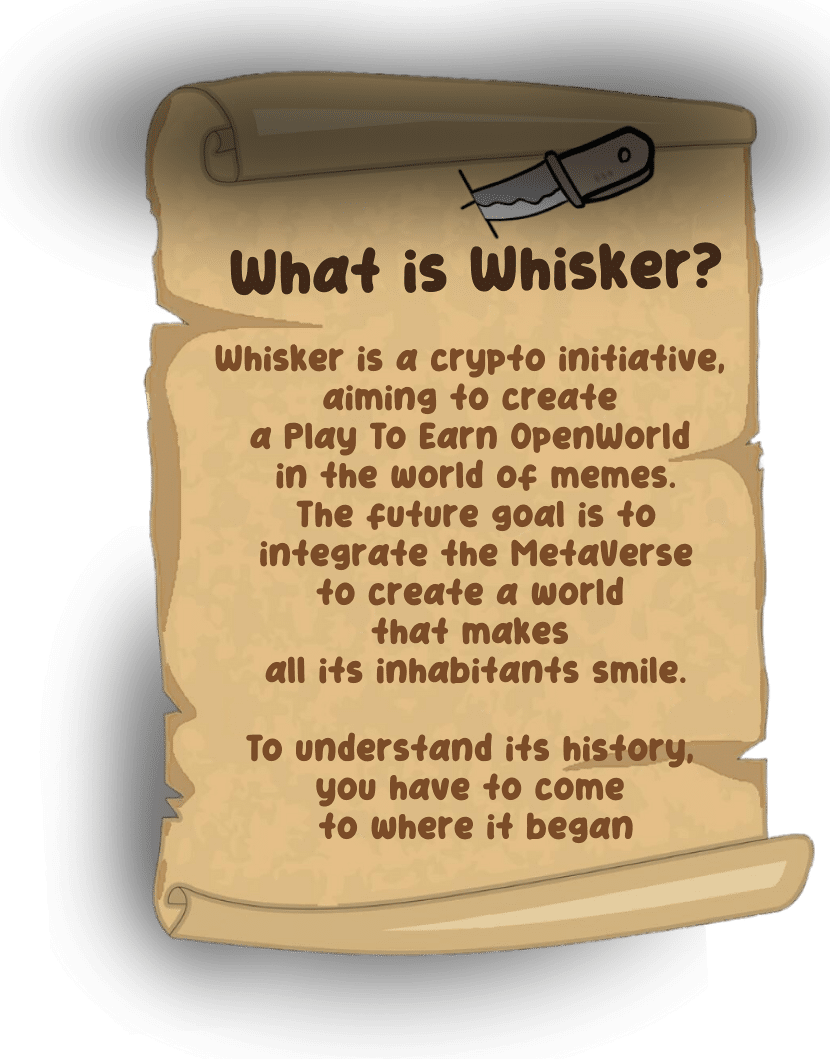 What is Whisker?
Whisker is a crypto initiative,
aiming to create
a Play To Earn OpenWorld
in the world of memes.
The future goal is to
integrate the MetaVerse
to create a world
that makes
all its inhabitants smile.
To understand its history,
you have to come
to where it began